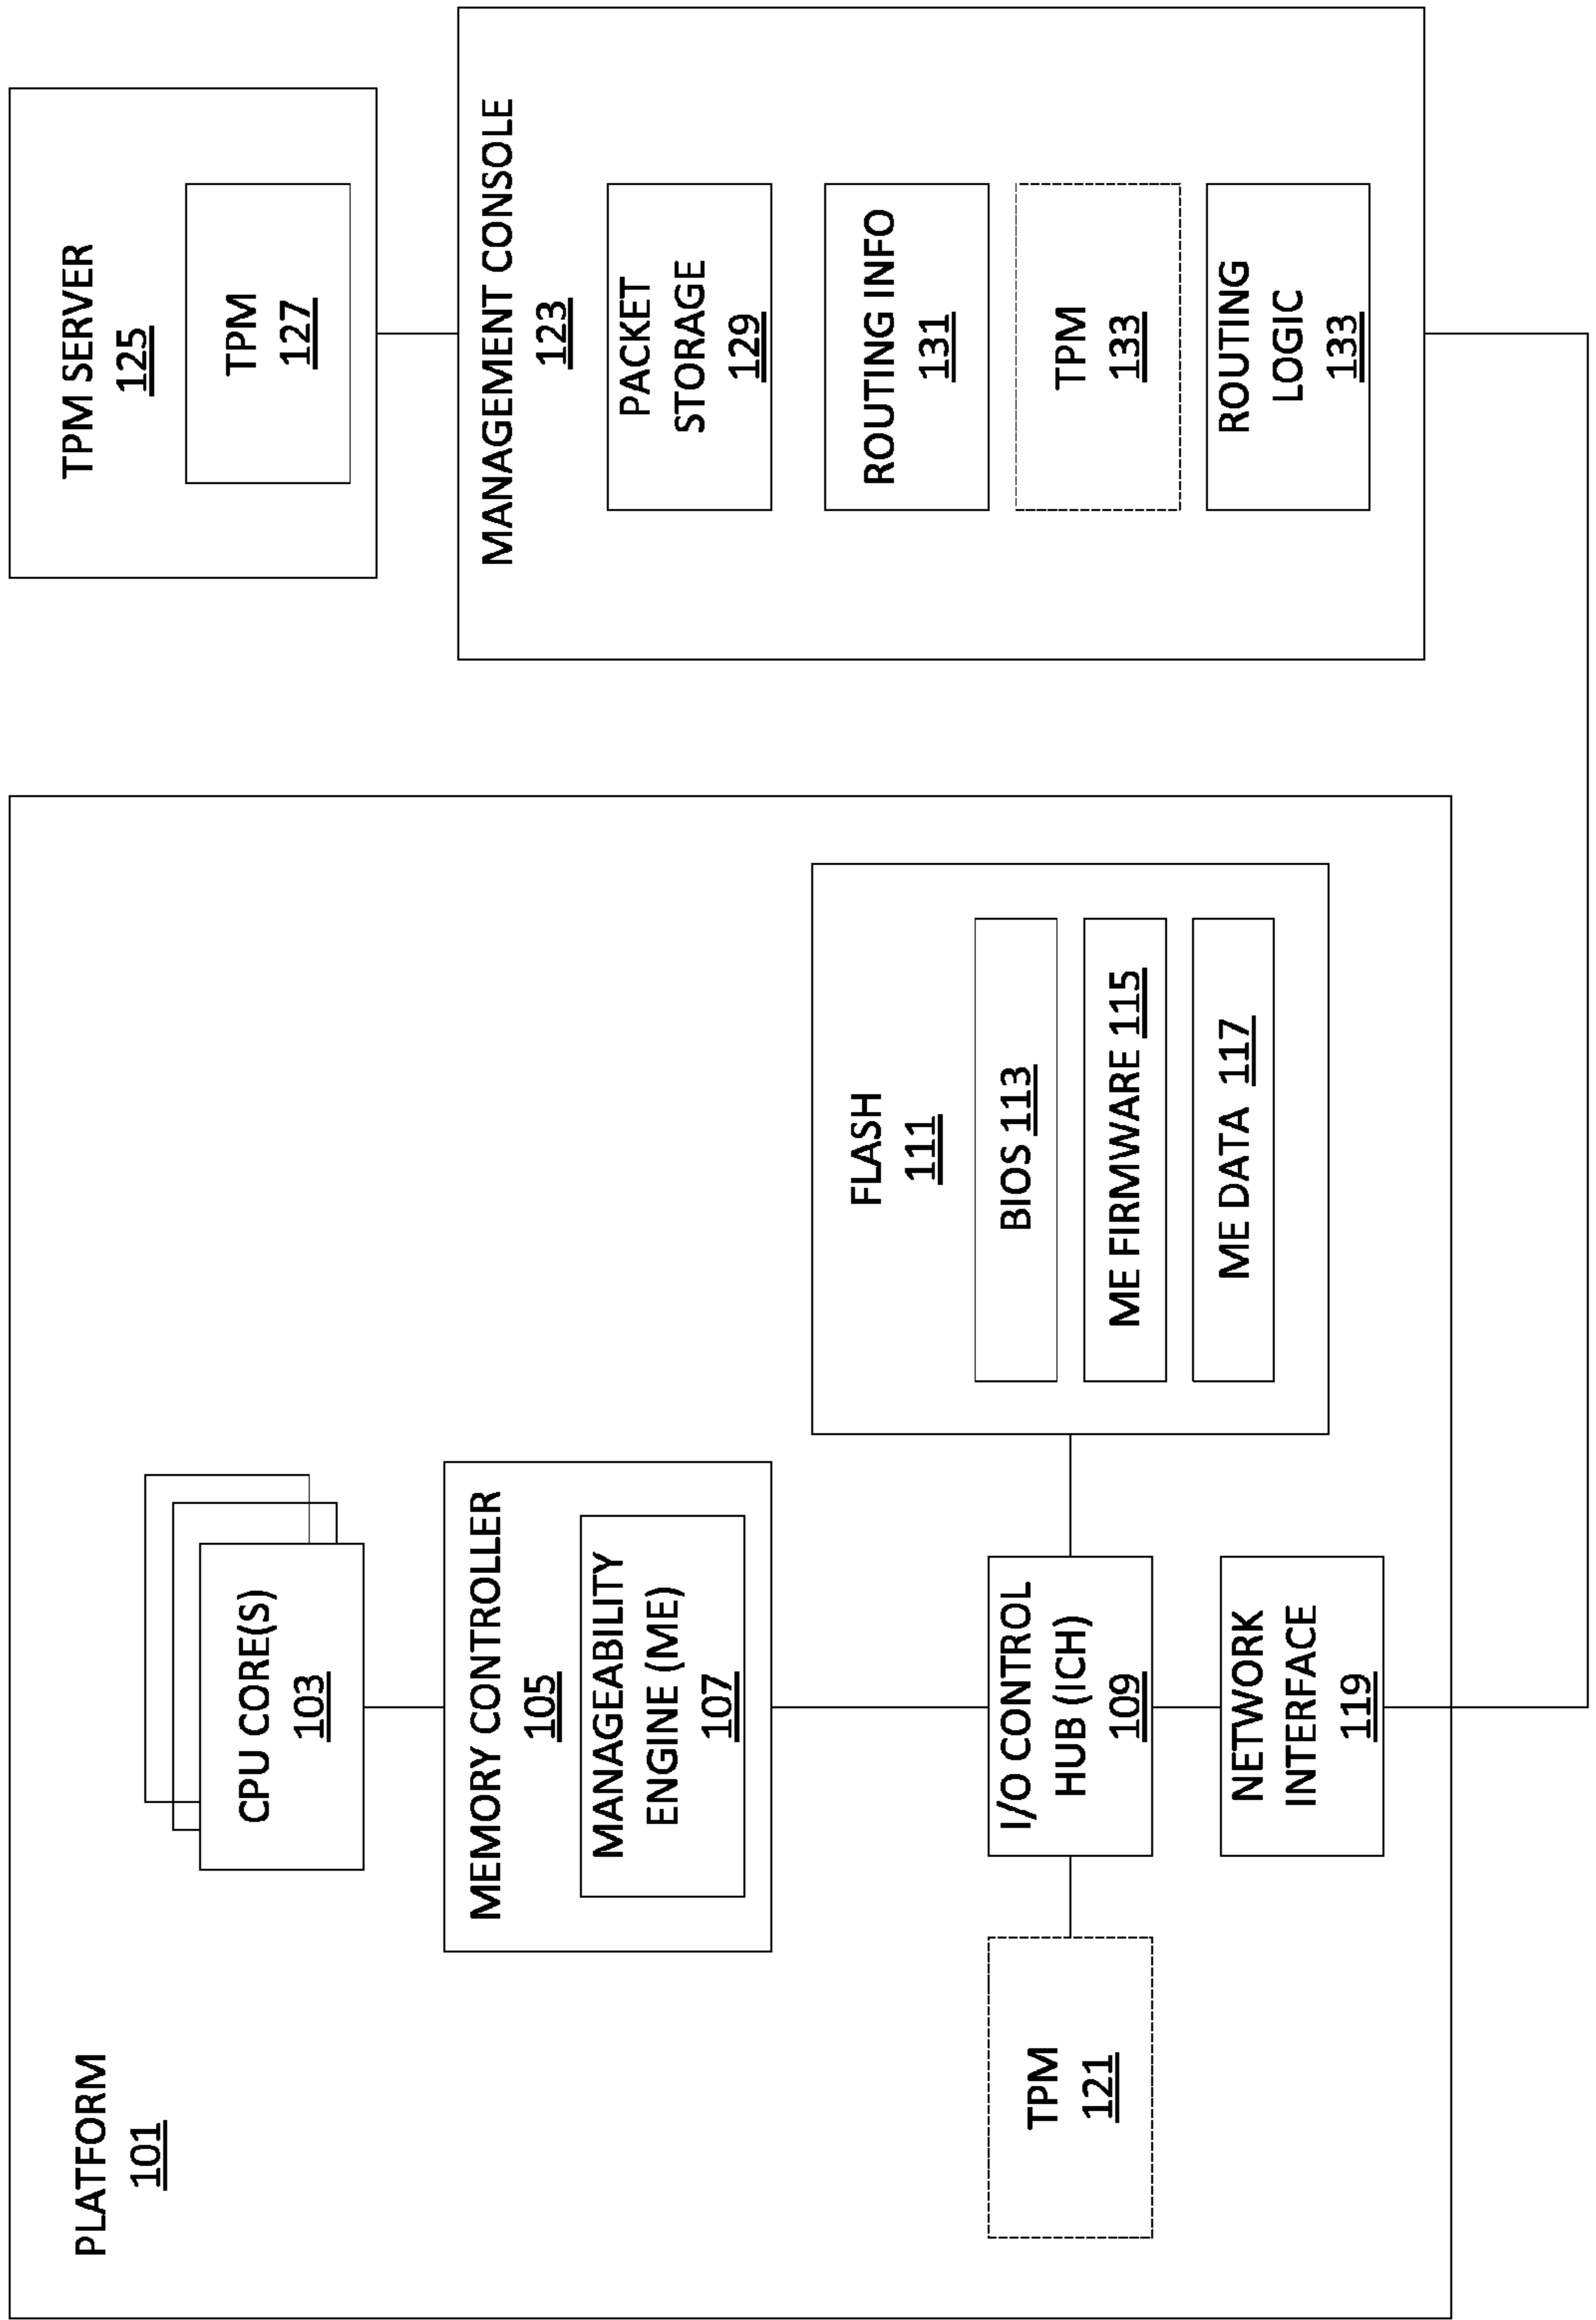 PLATFORM
101
CPU CORE(S)
103
MEMORY CONTROLLER
105
MANAGEABILITY
ENGINE (ME)
107
TPM
121
I/O CONTROL
HUB (ICH)
109
NETWORK
INTERFACE
119
FLASH
111
BIOS 113
ME FIRMWARE 115
ME DATA 117
TPM SERVER
125
TPM
127
MANAGEMENT CONSOLE
123
PACKET
STORAGE
129
ROUTING INFO
131
TPM
133
ROUTING
LOGIC
133